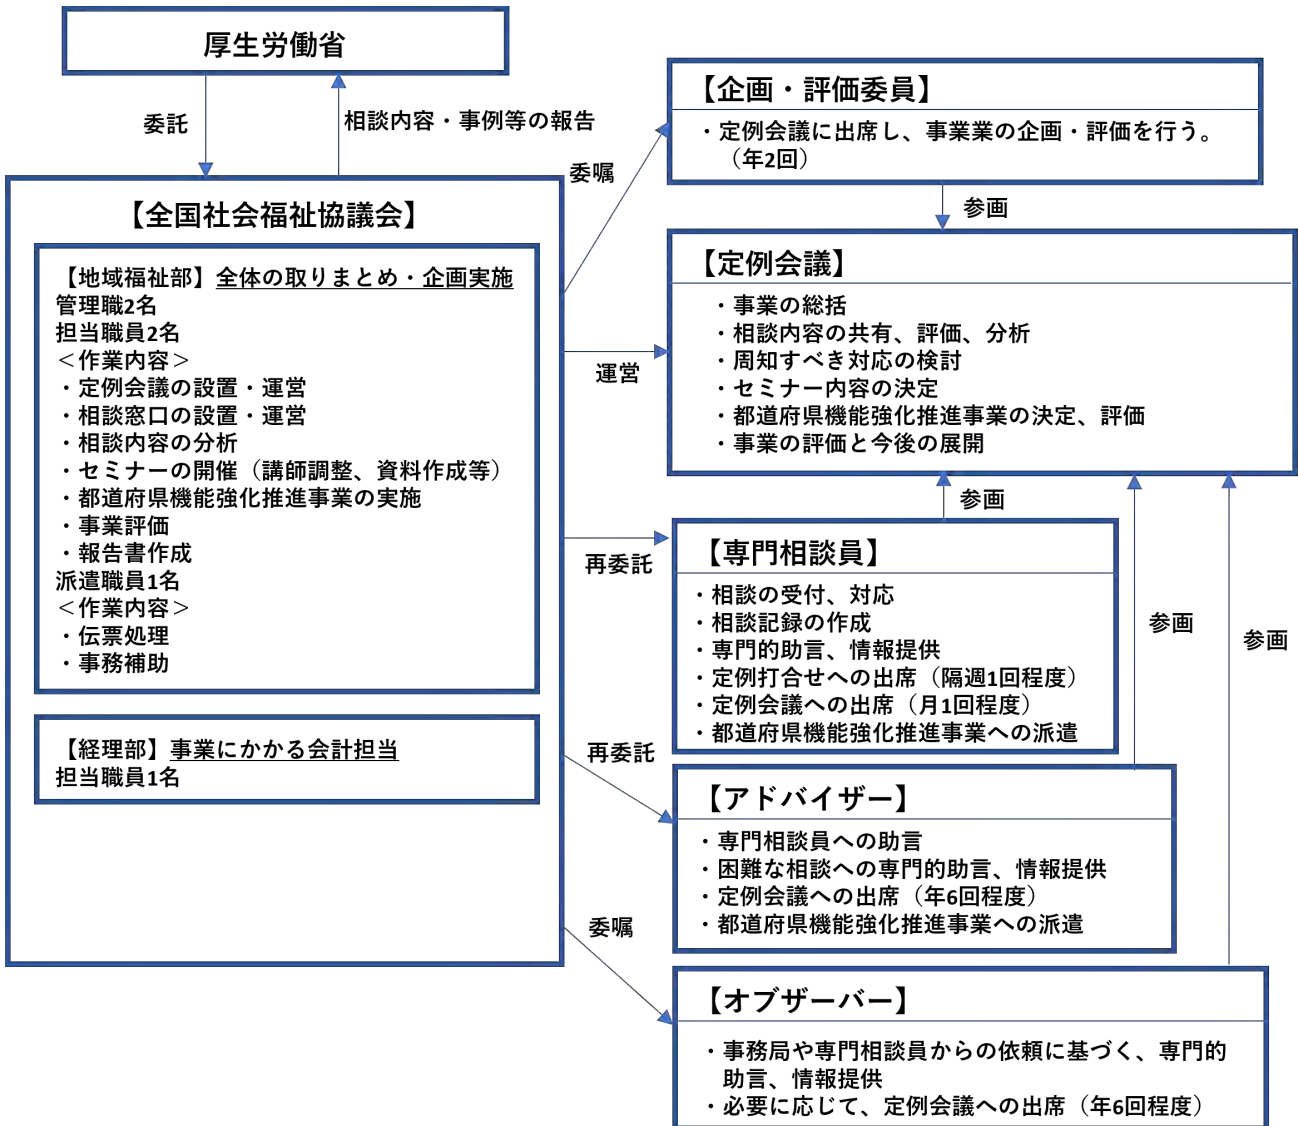 厚生労働省
委託
相談内容・事例等の報告
【全国社会福祉協議会】
【地域福祉部】全体の取りまとめ・企画実施
管理職2名
担当職員2名
＜作業内容＞
・定例会議の設置・運営
・相談窓口の設置・運営
・相談内容の分析
・セミナーの開催（講師調整、資料作成等）
・都道府県機能強化推進事業の実施
・事業評価
・報告書作成
派遣職員1名
＜作業内容＞
・伝票処理
・事務補助
【経理部】事業にかかる会計担当
担当職員1名
委嘱
【企画・評価委員】
・定例会議に出席し、事業業の企画・評価を行う。
（年2回）
参画
運営
【定例会議】
・事業の総括
・相談内容の共有、評価、分析
・周知すべき対応の検討
・セミナー内容の決定
・都道府県機能強化推進事業の決定、評価
・事業の評価と今後の展開
再委託
参画
【専門相談員】
・相談の受付、対応
・相談記録の作成
・専門的助言、情報提供
・定例打合せへの出席（隔週1回程度）
・定例会議への出席（月1回程度）
・都道府県機能強化推進事業への派遣
参画
参画
再委託
【アドバイザー】
・専門相談員への助言
・困難な相談への専門的助言、情報提供
・定例会議への出席（年6回程度）
・都道府県機能強化推進事業への派遣
委嘱
【オブザーバー】
・事務局や専門相談員からの依頼に基づく、専門的
助言、情報提供
・必要に応じて、定例会議への出席（年6回程度）